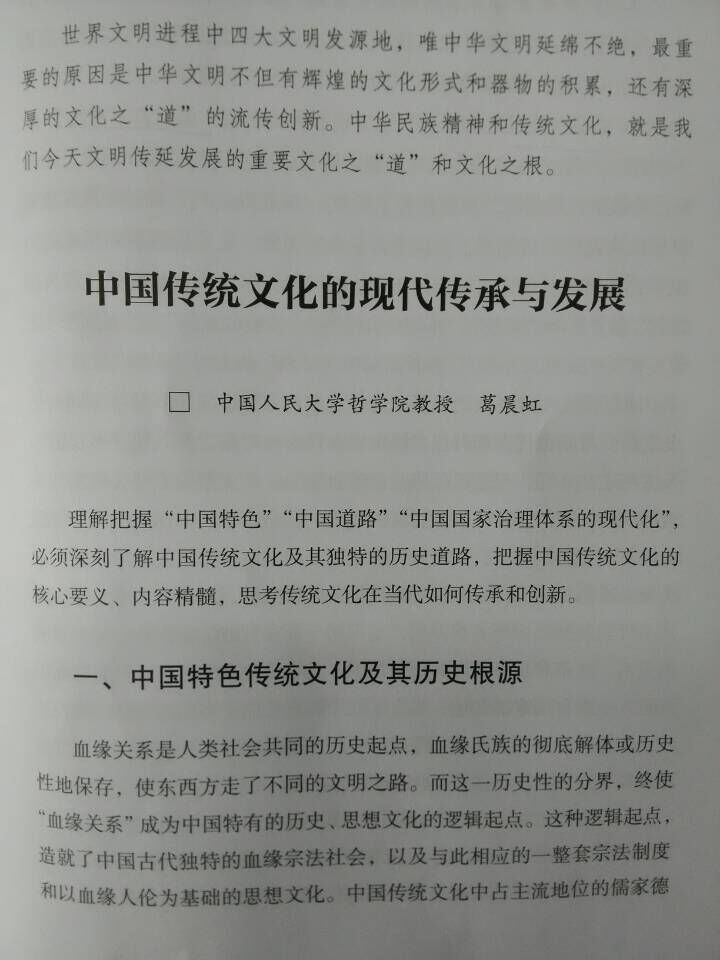 世界文明进程中四大文明发源地，唯中华文明延绵不绝，最重
要的原因是中华文明不但有辉煌的文化形式和器物的积累，还有深
厚的文化之“道”的流传创新。中华民族精神和传统文化，就是我
们今天文明传延发展的重要文化之“道”和文化之根。
中国传统文化的现代传承与发展
□ 中国人民大学哲学院教授 葛晨虹
理解把握“中国特色”“中国道路”“中国国家治理体系的现代化”，
必须深刻了解中国传统文化及其独特的历史道路，把握中国传统文化的
核心要义、内容精髓，思考传统文化在当代如何传承和创新。
一、中国特色传统文化及其历史根源
血缘关系是人类社会共同的历史起点，血缘氏族的彻底解体或历史
性地保存，使东西方走了不同的文明之路。而这一历史性的分界，终使
“血缘关系”成为中国特有的历史、思想文化的逻辑起点。这种逻辑起点，
造就了中国古代独特的血缘宗法社会，以及与此相应的一整套宗法制度
和以血缘人伦为基础的思想文化。中国传统文化中占主流地位的儒家德